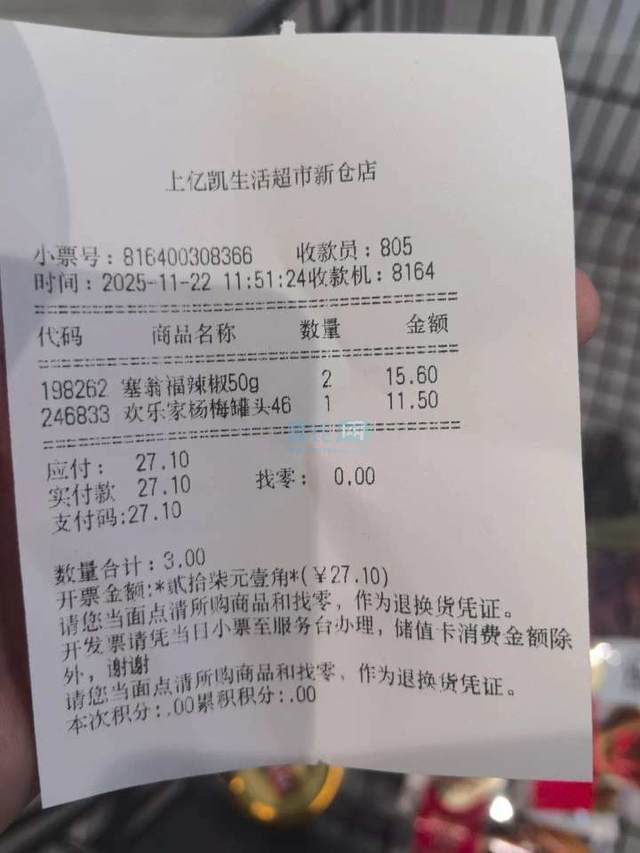 上亿凯生活超市新仓店
小票号：816400308366 收款员：805
时间：2025-11-22 11:51:24收款机：8164
代码 商品名称 数量 金额
198262 塞翁福辣椒50g 2 15.60
246833 欢乐家杨梅罐头46 1 11.50
应付： 27.10
实付款 27.10 找零： 0.00
支付码:27.10
数量合计：3.00
开票金额:*贰拾柒元壹角*(￥27.10)
请您当面点清所购商品和找零，作为退换货凭证。
开发票请凭当日小票至服务台办理，储值卡消费金额除
外，谢谢
请您当面点清所购商品和找零，作为退换货凭证。
本次积分:.00累积积分:.00